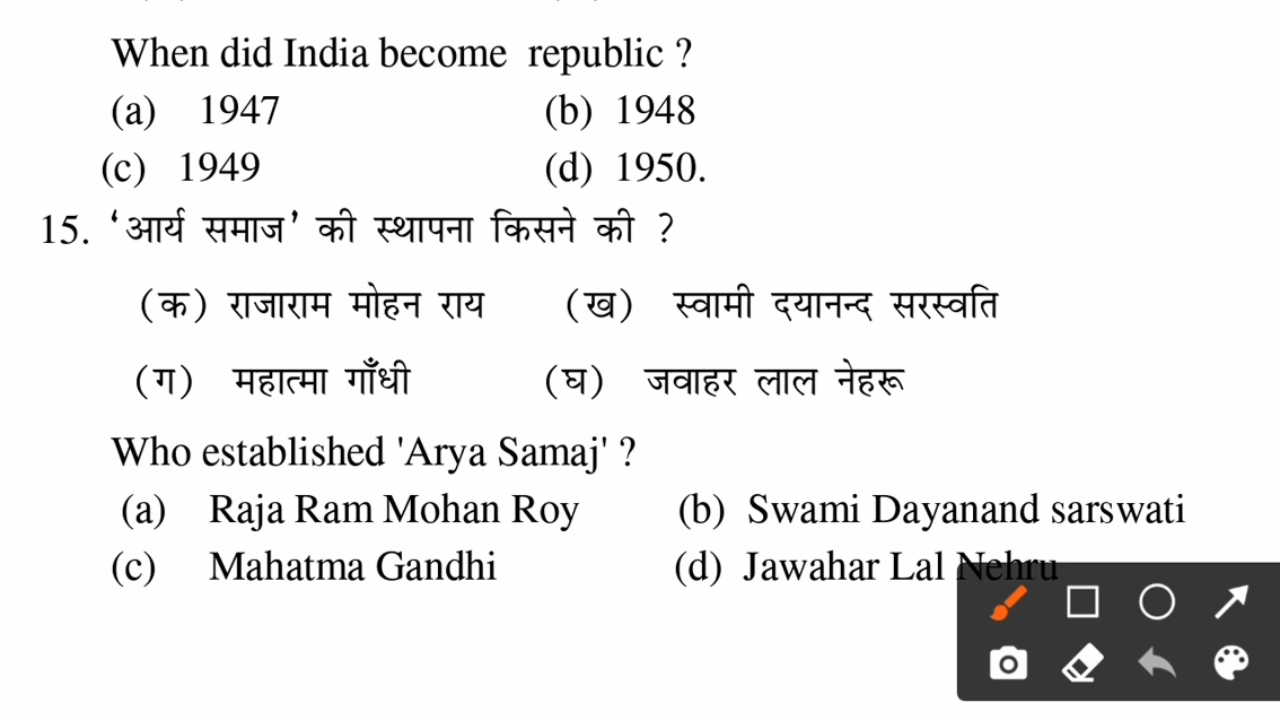 When did India become republic ?
(a) 1947 (b) 1948
(c) 1949 (d) 1950.
15. ‘आर्य समाज’ की स्थापना किसने की ?
(क) राजाराम मोहन राय (ख) स्वामी दयानन्द सरस्वति
(ग) महात्मा गाँधी (घ) जवाहर लाल नेहरू
Who established 'Arya Samaj' ?
(a) Raja Ram Mohan Roy (b) Swami Dayanand sarswati
(c) Mahatma Gandhi (d) Jawahar Lal Nehru